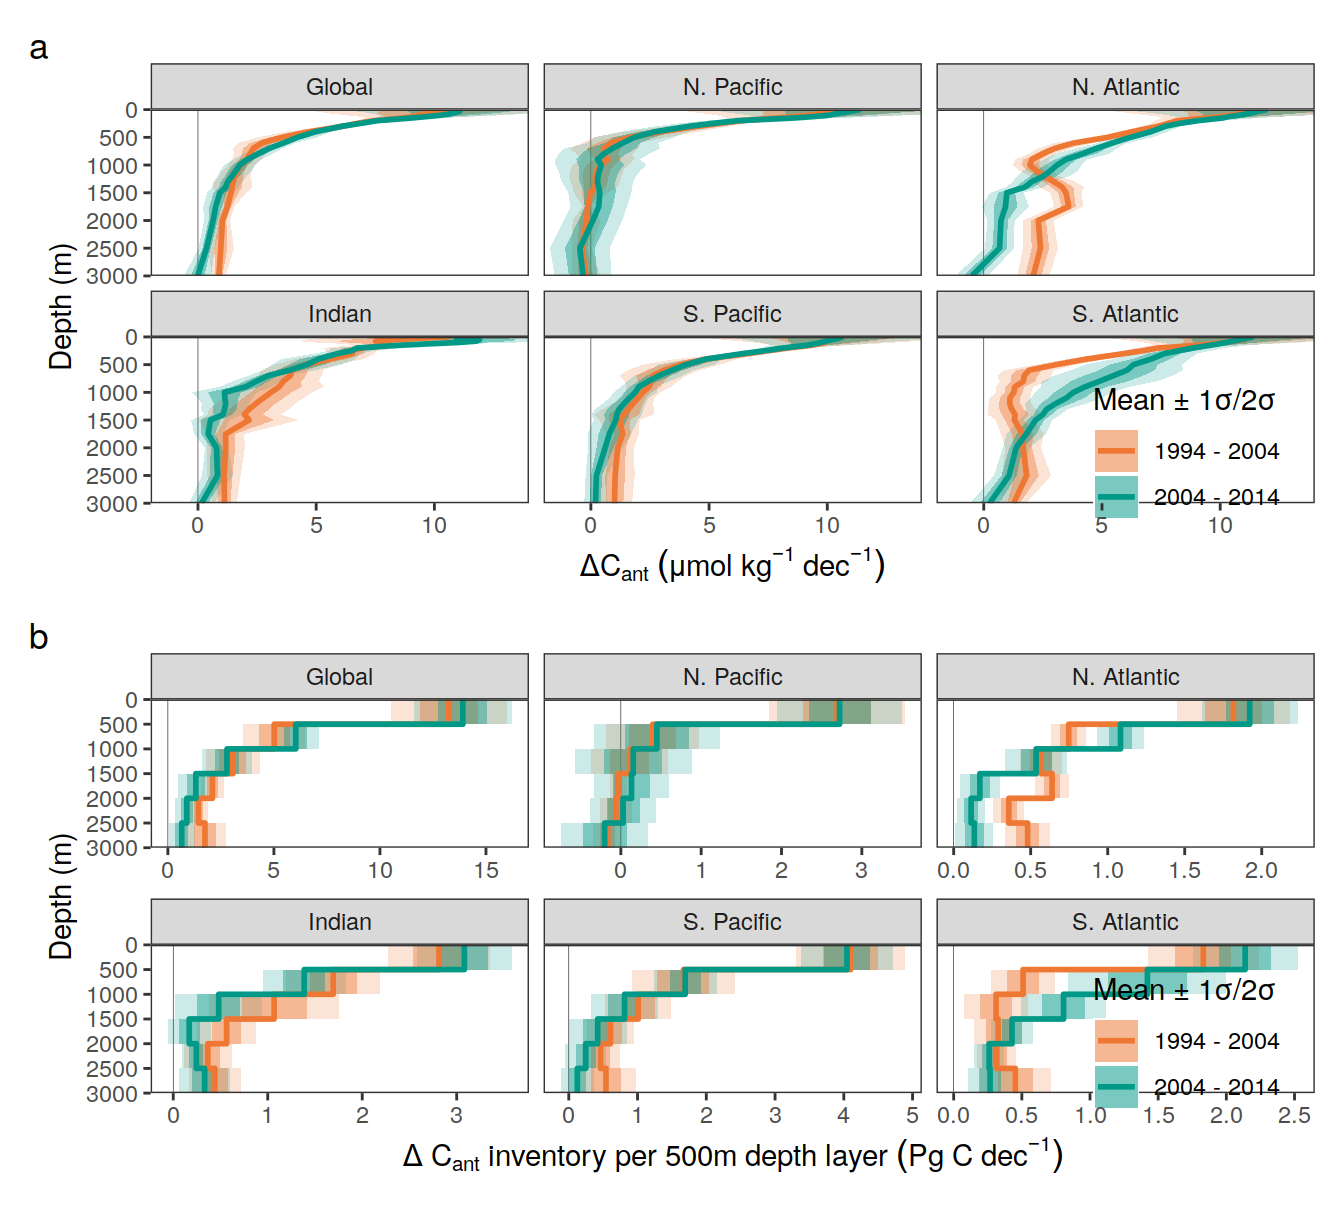 a
Global
N. Pacific
N. Atlantic
0
500
1000
1500
2000
2500
3000
Depth (m)
Indian
S. Pacific
S. Atlantic
0
500
1000
1500
2000
2500
3000
Mean ± 1σ/2σ
1994 - 2004
2004 - 2014
0 5 10
0 5 10
0 5 10
ΔCant (μmol kg⁻¹ dec⁻¹)
b
Global
N. Pacific
N. Atlantic
0
500
1000
1500
2000
2500
3000
0 5 10 15
0 1 2 3
0.0 0.5 1.0 1.5 2.0
Depth (m)
Indian
S. Pacific
S. Atlantic
0
500
1000
1500
2000
2500
3000
Mean ± 1σ/2σ
1994 - 2004
2004 - 2014
0 1 2 3
0 1 2 3 4 5
0.0 0.5 1.0 1.5 2.0 2.5
Δ Cant inventory per 500m depth layer (Pg C dec⁻¹)